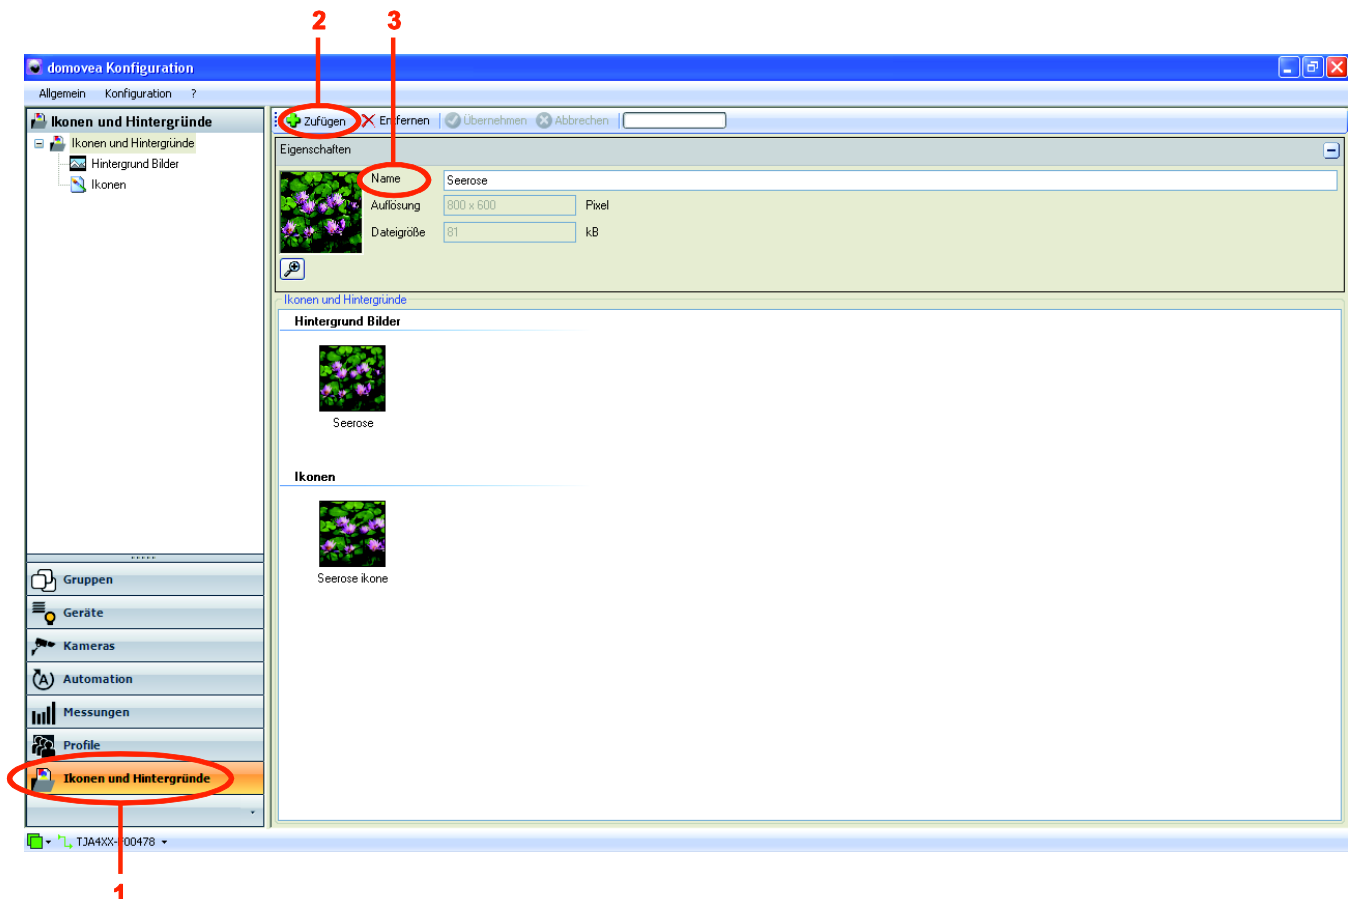 2 3
domovea Konfiguration
Allgemein Konfiguration ?
Ikonen und Hintergründe
Ikonen und Hintergründe
Hintergrund Bilder
Ikonen
Zufügen Entfernen Übernehmen Abbrechen
Eigenschaften
Name Seerose
Auflösung 800 x 600 Pixel
Dateigröße 81 kB
Ikonen und Hintergründe
Hintergrund Bilder
Seerose
Ikonen
Seerose ikone
Gruppen
Geräte
Kameras
Automation
Messungen
Profile
Ikonen und Hintergründe
TJA4XX-F00478
1